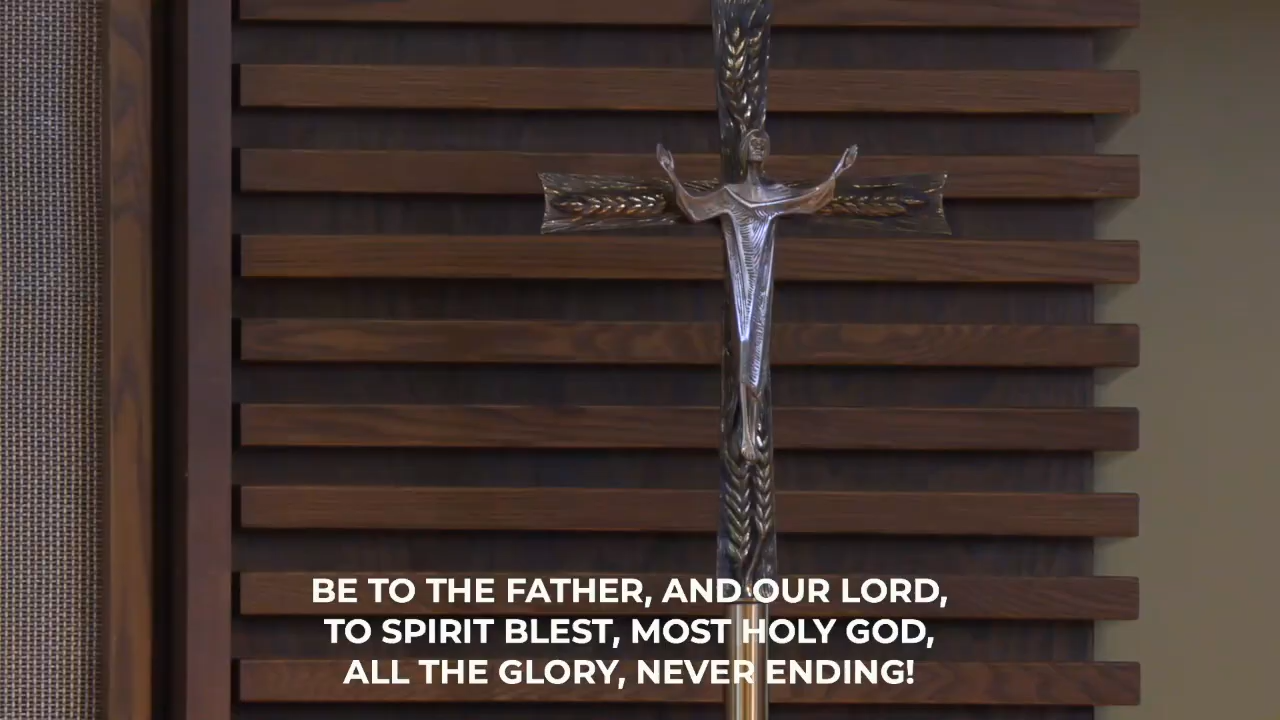 BE TO THE FATHER, AND OUR LORD,
TO SPIRIT BLEST, MOST HOLY GOD,
ALL THE GLORY, NEVER ENDING!